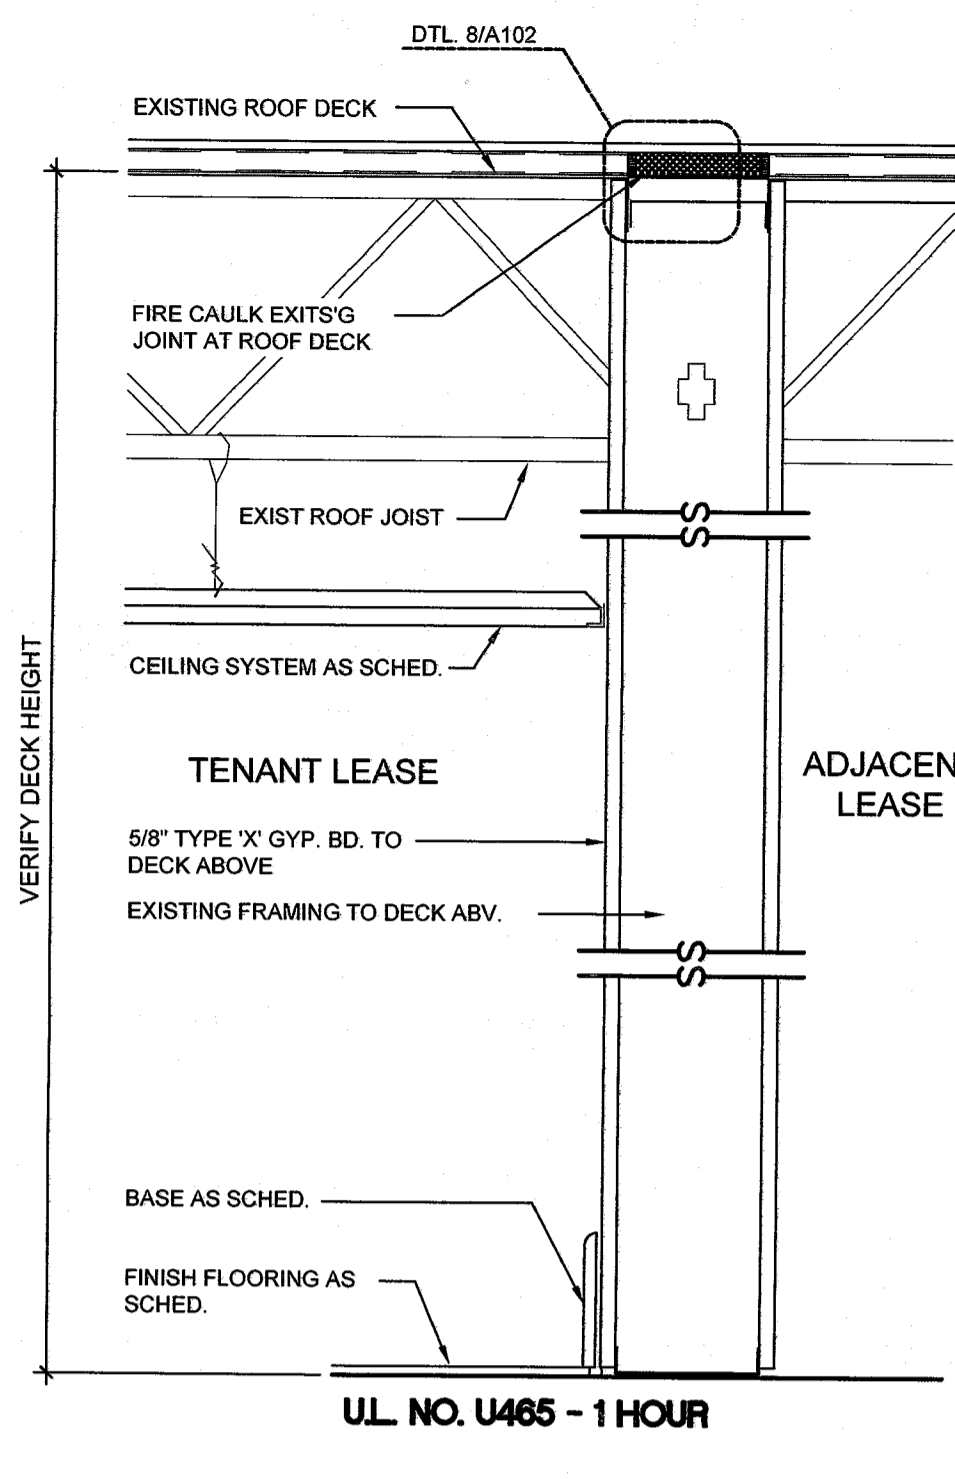 DTL. 8/A102
EXISTING ROOF DECK
FIRE CAULK EXITS'G
JOINT AT ROOF DECK
EXIST ROOF JOIST
CEILING SYSTEM AS SCHED.
VERIFY DECK HEIGHT
TENANT LEASE
ADJACEN
LEASE
5/8" TYPE 'X' GYP. BD. TO
DECK ABOVE
EXISTING FRAMING TO DECK ABV.
BASE AS SCHED.
FINISH FLOORING AS
SCHED.
U.L. NO. U465 - 1 HOUR